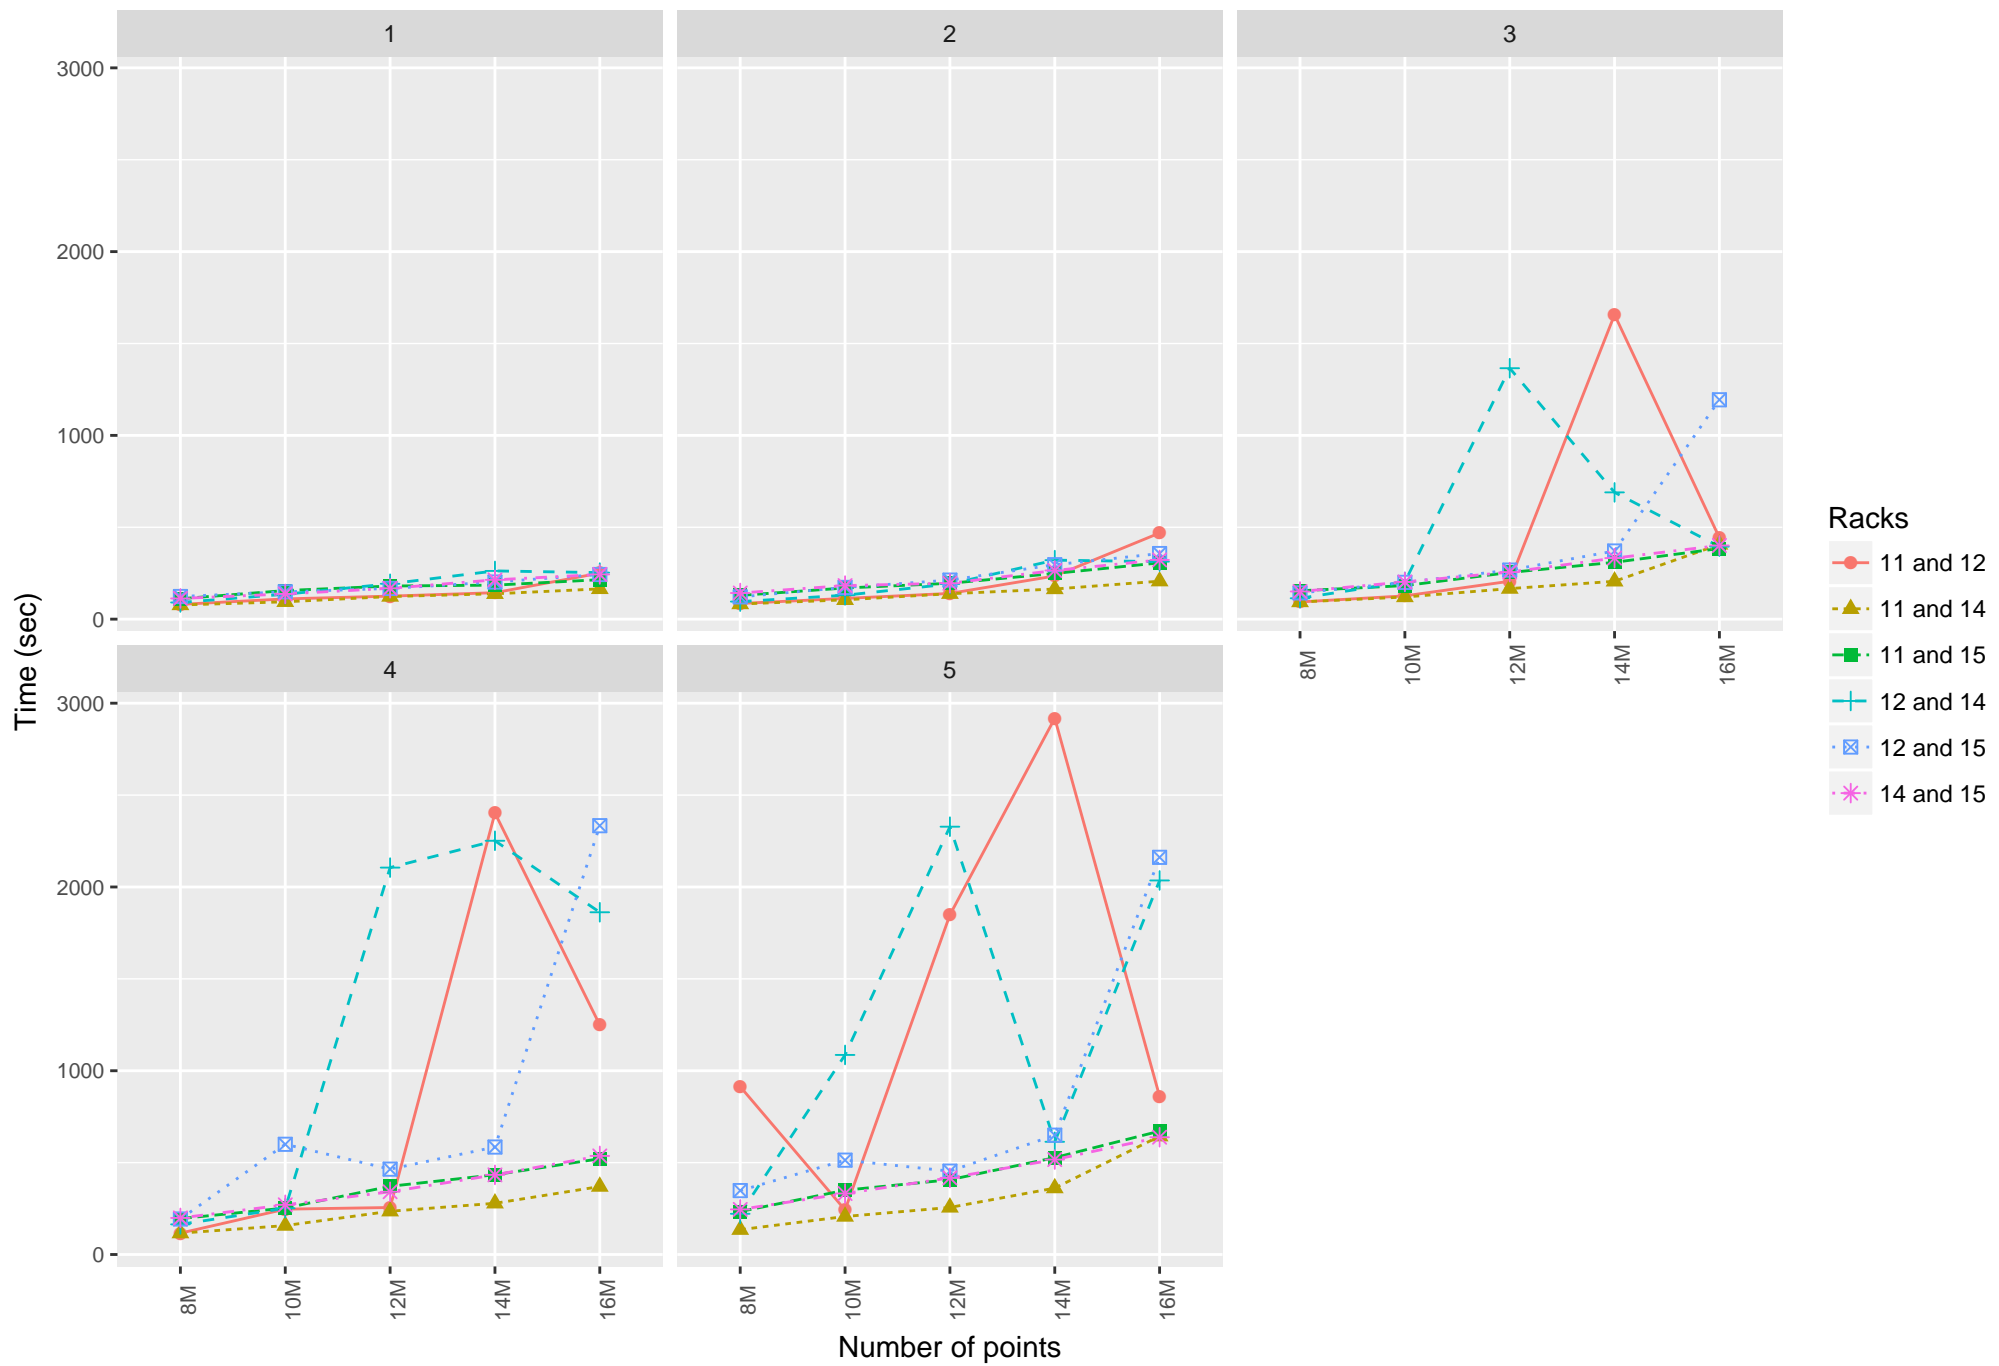 1
2
3
3000
2000
1000
0
8M
10M
12M
14M
16M
4
5
3000
2000
1000
0
8M
10M
12M
14M
16M
8M
10M
12M
14M
16M
Time (sec)
Number of points
Racks
11 and 12
11 and 14
11 and 15
12 and 14
12 and 15
14 and 15